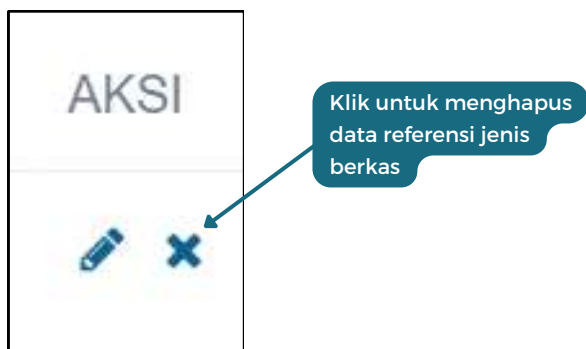 AKSI
Klik untuk menghapus
data referensi jenis
berkas